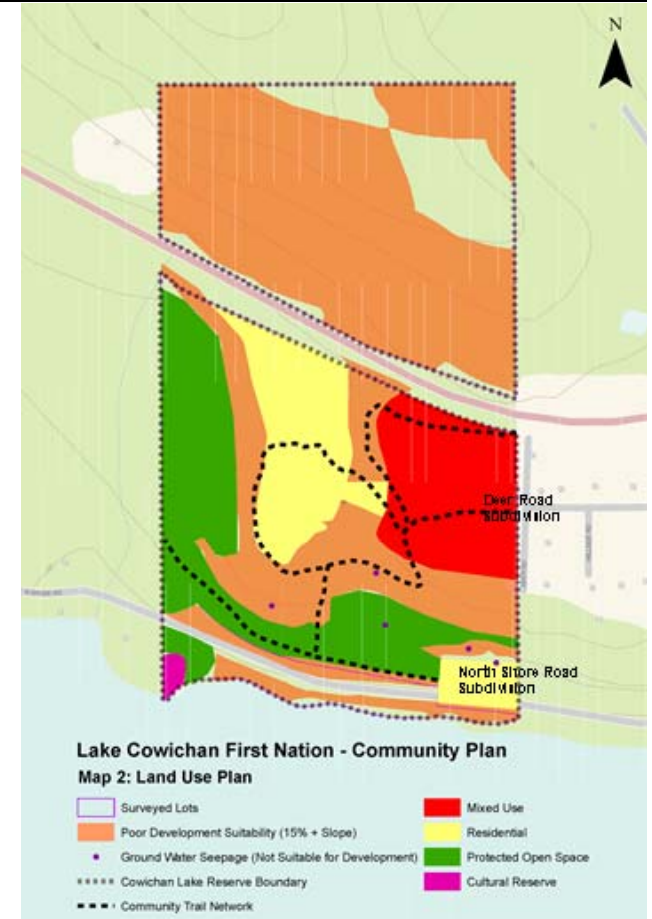 N
Deer Road
Subdivision
North Shore Road
Subdivision
Lake Cowichan First Nation - Community Plan
Map 2: Land Use Plan
Surveyed Lots
Poor Development Suitability (15% + Slope)
Ground Water Seepage (Not Suitable for Development)
Cowichan Lake Reserve Boundary
Community Trail Network
Mixed Use
Residential
Protected Open Space
Cultural Reserve